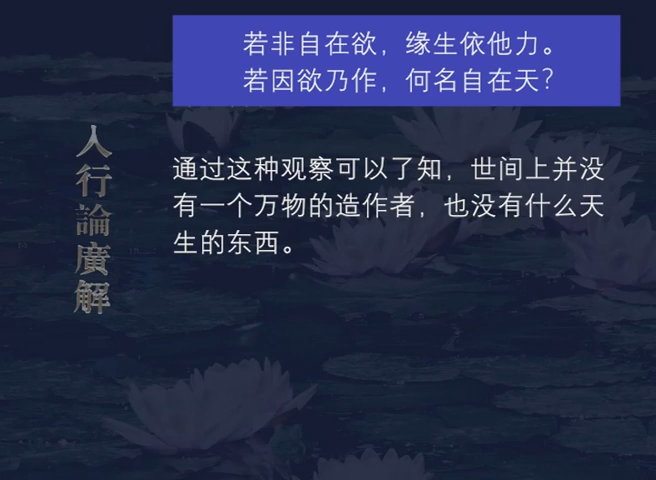 若非自在欲，缘生依他力。
若因欲乃作，何名自在天？
入行論廣解
通过这种观察可以了知，世间上并没
有一个万物的造作者，也没有什么天
生的东西。